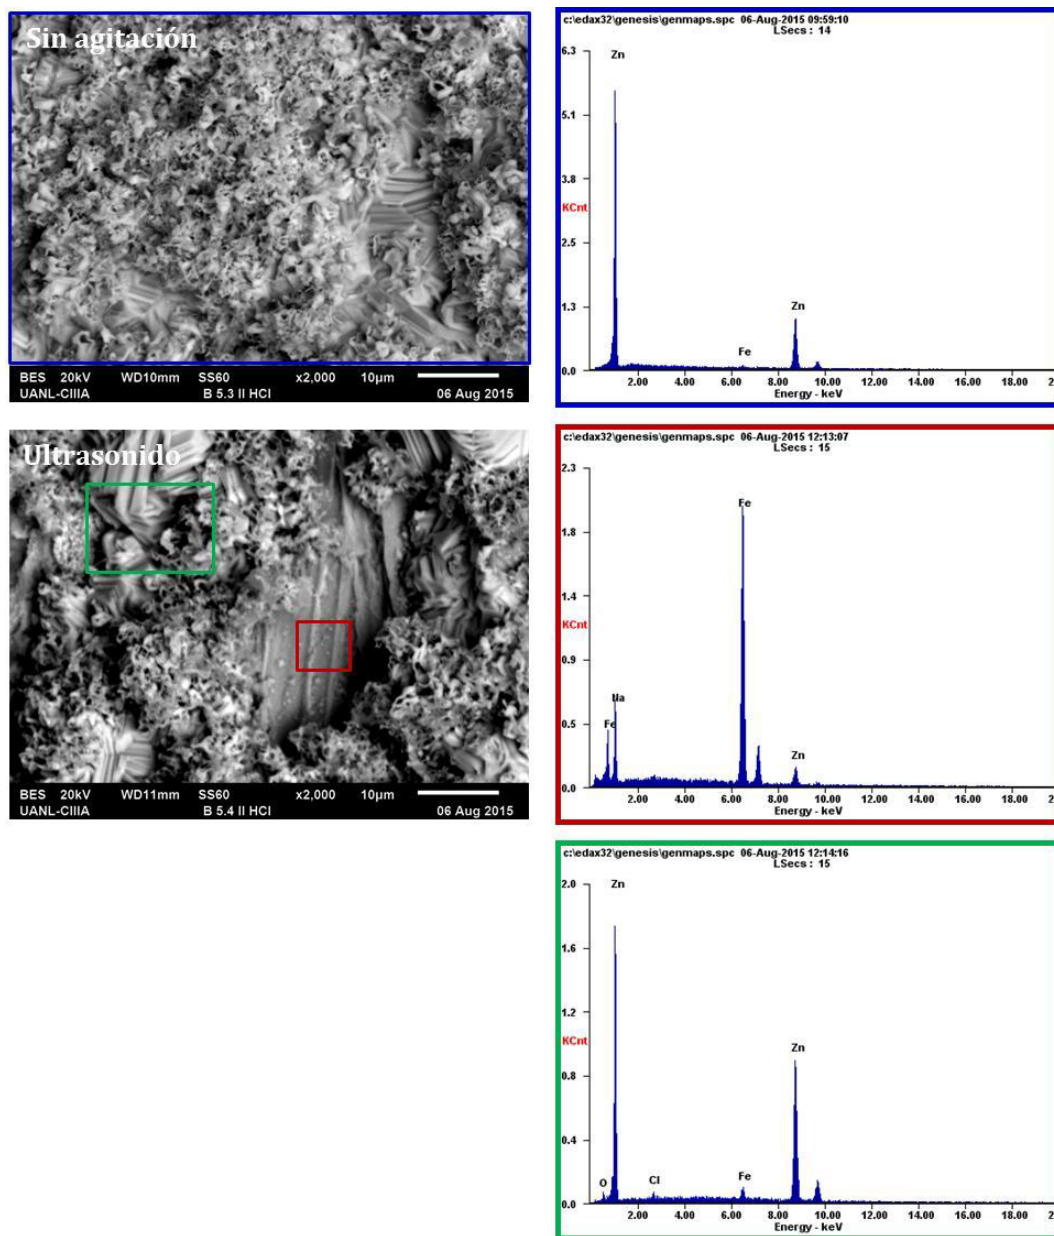 Sin agitación
BES 20kV WD10mm SS60 x2,000 10µm
UANL-CIIIA B 5.3 II HCl 06 Aug 2015
c:\edax32\genesis\genmaps.spc 06-Aug-2015 09:59:10
LSecs : 14
6.3
Zn
5.1
3.8
KCnt
2.5
1.3
Zn
Fe
0.0
2.00 4.00 6.00 8.00 10.00 12.00 14.00 16.00 18.00
Energy - keV
Ultrasonido
BES 20kV WD11mm SS60 x2,000 10µm
UANL-CIIIA B 5.4 II HCl 06 Aug 2015
c:\edax32\genesis\genmaps.spc 06-Aug-2015 12:13:07
LSecs : 15
2.3
Fe
1.8
1.4
KCnt
0.9
Na
0.5
Fe
Zn
0.0
2.00 4.00 6.00 8.00 10.00 12.00 14.00 16.00 18.00
Energy - keV
c:\edax32\genesis\genmaps.spc 06-Aug-2015 12:14:16
LSecs : 15
2.0
Zn
1.6
1.2
KCnt
Zn
0.8
0.4
O Cl Fe
0.0
2.00 4.00 6.00 8.00 10.00 12.00 14.00 16.00 18.00
Energy - keV